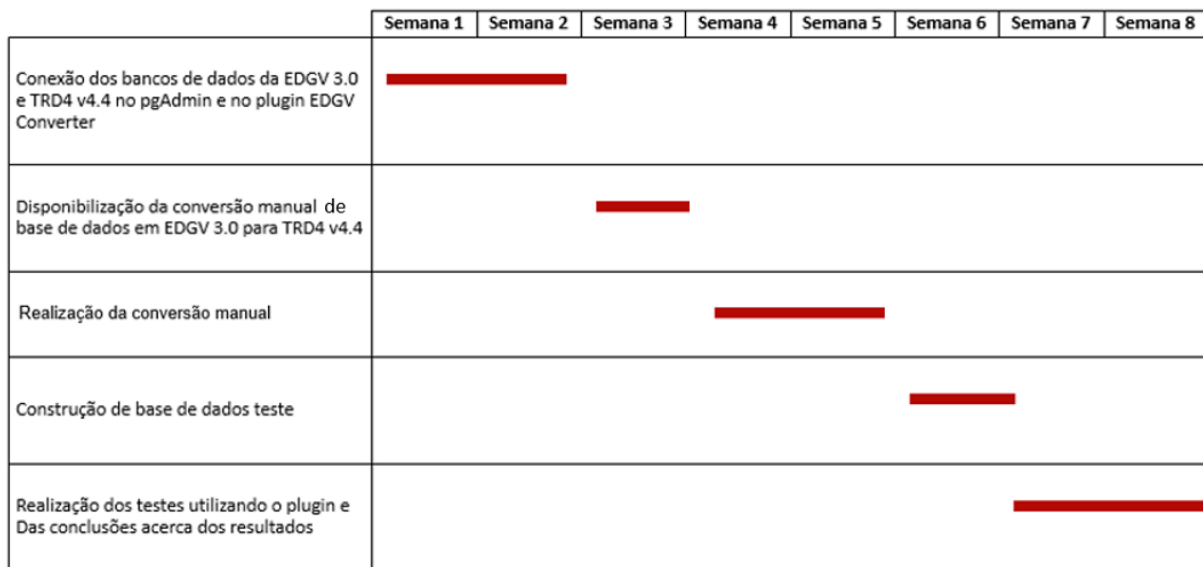 Semana 1 Semana 2 Semana 3 Semana 4 Semana 5 Semana 6 Semana 7 Semana 8
Conexão dos bancos de dados da EDGV 3.0
e TRD4 v4.4 no pgAdmin e no plugin EDGV
Converter
Disponibilização da conversão manual de
base de dados em EDGV 3.0 para TRD4 v4.4
Realização da conversão manual
Construção de base de dados teste
Realização dos testes utilizando o plugin e
Das conclusões acerca dos resultados